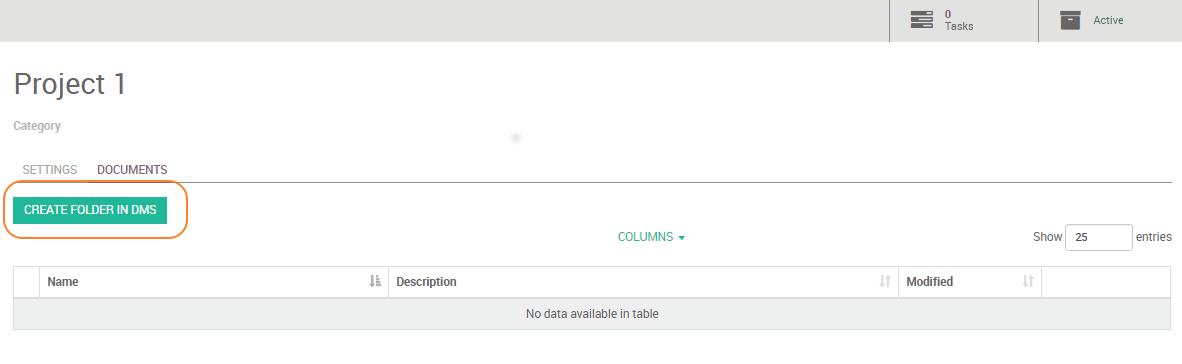 0
Tasks
Active
Project 1
Category
SETTINGS DOCUMENTS
CREATE FOLDER IN DMS
COLUMNS
Show 25 entries
Name Description Modified
No data available in table